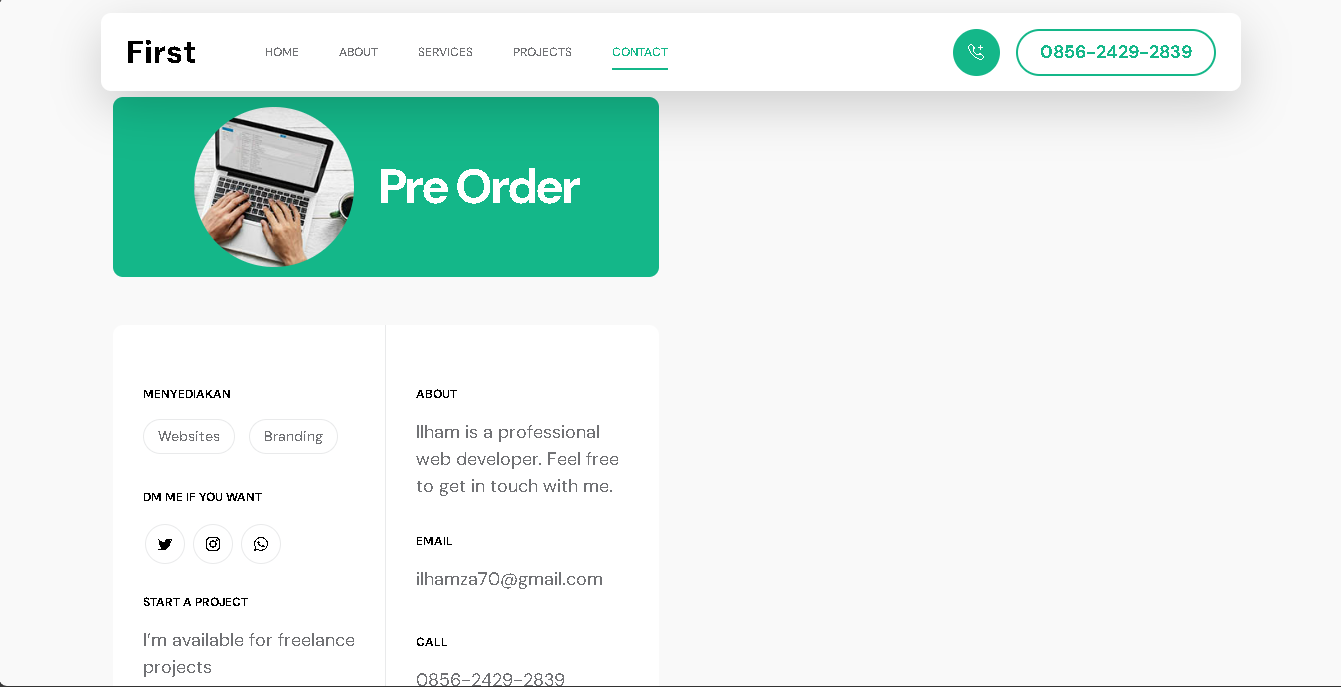 First
HOME
ABOUT
SERVICES
PROJECTS
CONTACT
0856-2429-2839
Pre Order
MENYEDIAKAN
Websites
Branding
DM ME IF YOU WANT
START A PROJECT
I'm available for freelance
projects
ABOUT
Ilham is a professional
web developer. Feel free
to get in touch with me.
EMAIL
ilhamza70@gmail.com
CALL
0856-2429-2839